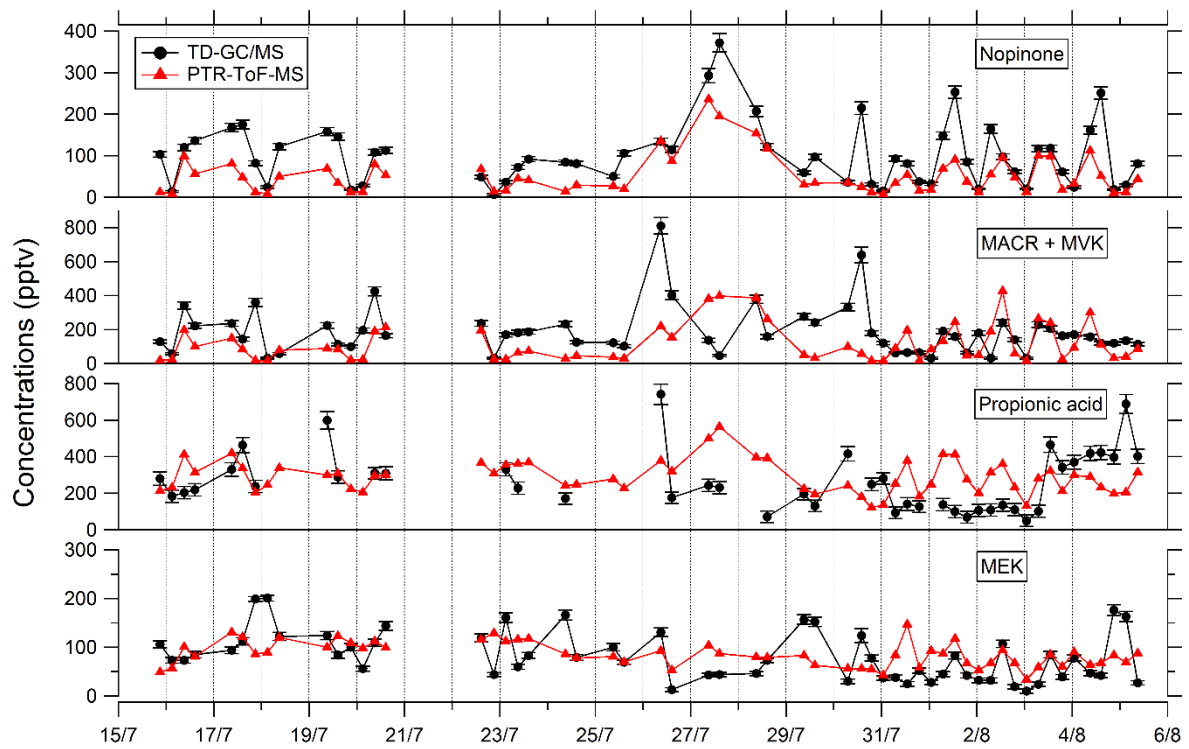 Concentrations (pptv)
400
300
200
100
0
TD-GC/MS
PTR-ToF-MS
Nopinone
800
600
400
200
0
MACR + MVK
800
600
400
200
0
Propionic acid
300
200
100
0
MEK
15/7 17/7 19/7 21/7 23/7 25/7 27/7 29/7 31/7 2/8 4/8 6/8